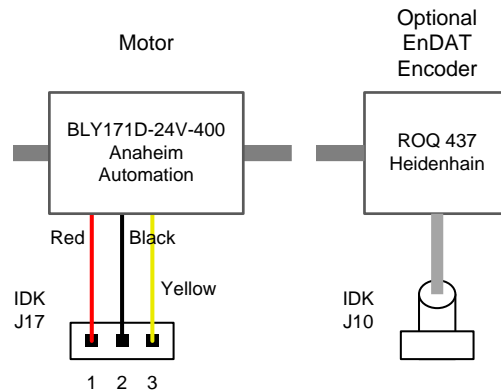 Motor
BLY171D-24V-400
Anaheim
Automation
Red
Black
Yellow
IDK
J17
1 2 3
Optional
EnDAT
Encoder
ROQ 437
Heidenhain
IDK
J10